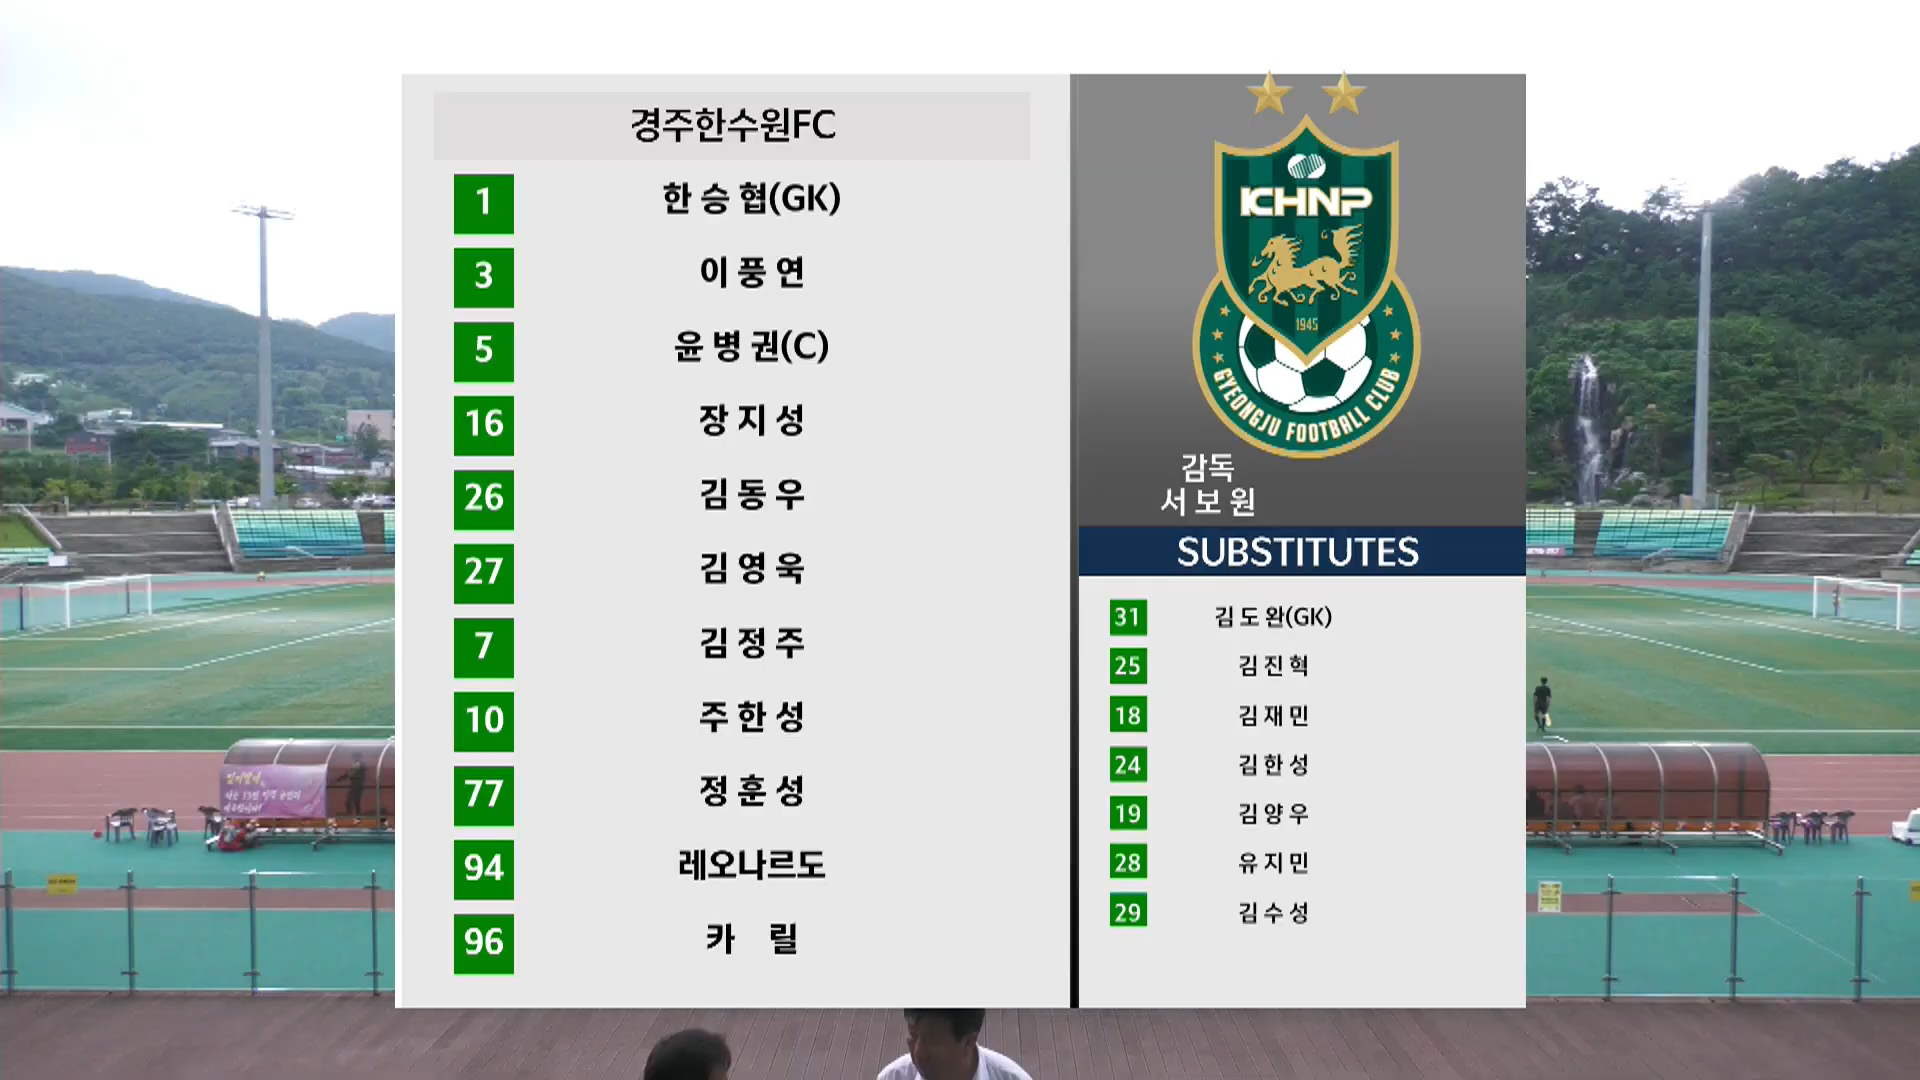 경주한수원FC
1 한승협(GK)
3 이풍연
5 윤병권(C)
16 장지성
26 김동우
27 김영욱
7 김정주
10 주한성
77 정훈성
94 레오나르도
96 카 릴
KHNP
1945
GYEONGJU FOOTBALL CLUB
감독
서보원
SUBSTITUTES
31 김도완(GK)
25 김진혁
18 김재민
24 김한성
19 김양우
28 유지민
29 김수성